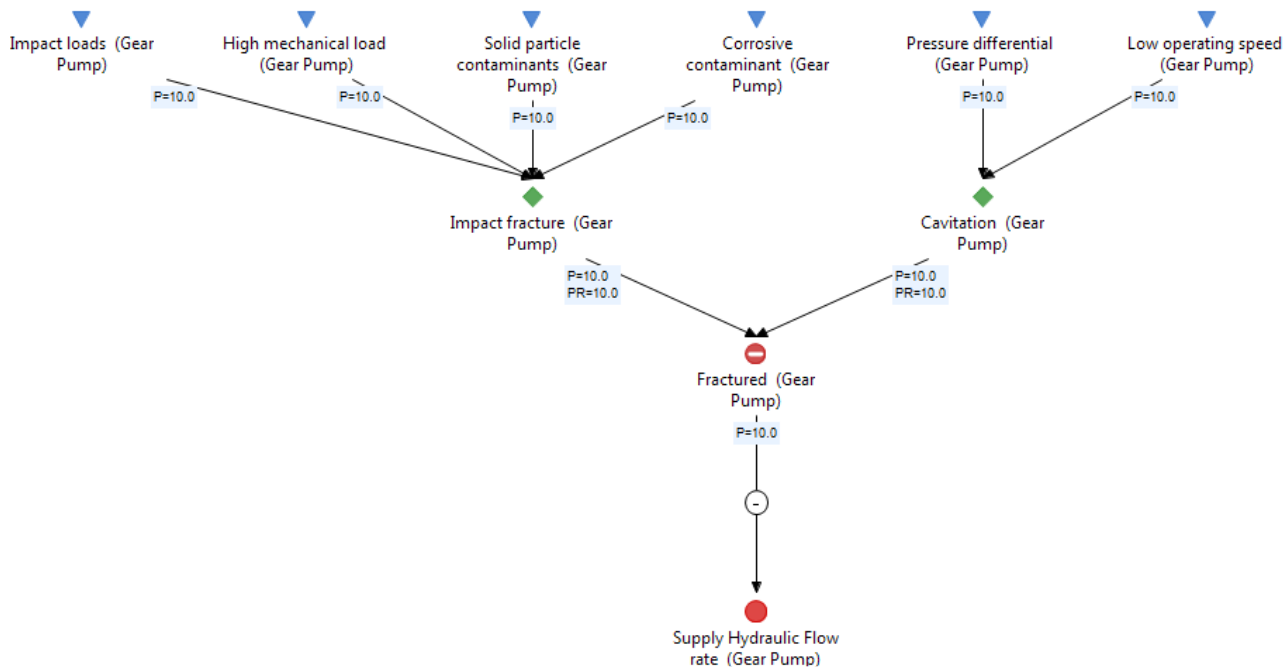 Impact loads (Gear
Pump)
High mechanical load
(Gear Pump)
Solid particle
contaminants (Gear
Pump)
Corrosive
contaminant (Gear
Pump)
Pressure differential
(Gear Pump)
Low operating speed
(Gear Pump)
P=10.0
P=10.0
P=10.0
P=10.0
P=10.0
P=10.0
Impact fracture (Gear
Pump)
Cavitation (Gear
Pump)
P=10.0
PR=10.0
P=10.0
PR=10.0
Fractured (Gear
Pump)
P=10.0
-
Supply Hydraulic Flow
rate (Gear Pump)